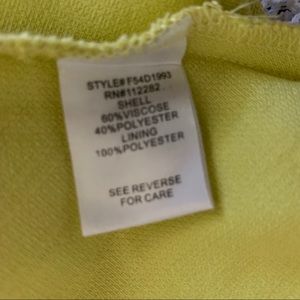 STYLE# F54D1993
RN#112282
SHELL
60%VISCOSE
40%POLYESTER
LINING
100%POLYESTER
SEE REVERSE
FOR CARE